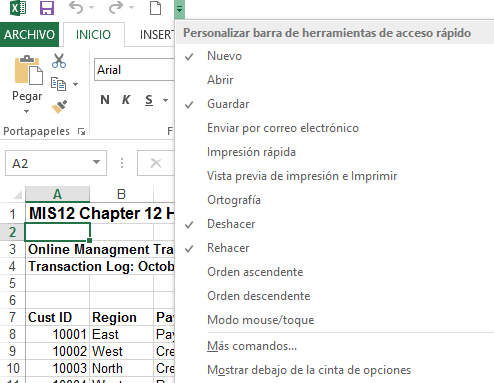 Personalizar barra de herramientas de acceso rápido
ARCHIVO INICIO INSERT
Nuevo
Abrir
Pegar
Arial
Guardar
N K S
Enviar por correo electrónico
Portapapeles F
Impresión rápida
A2
Vista previa de impresión e Imprimir
A B
Ortografía
1 MIS12 Chapter 12 H
Deshacer
2
3 Online Managment Tra
Rehacer
4 Transaction Log: Octob
Orden ascendente
5
6
Orden descendente
7 Cust ID Region Pay
Modo mouse/toque
8 10001 East Pay
9 10002 West Cre
Más comandos...
10 10003 North Cre
Mostrar debajo de la cinta de opciones